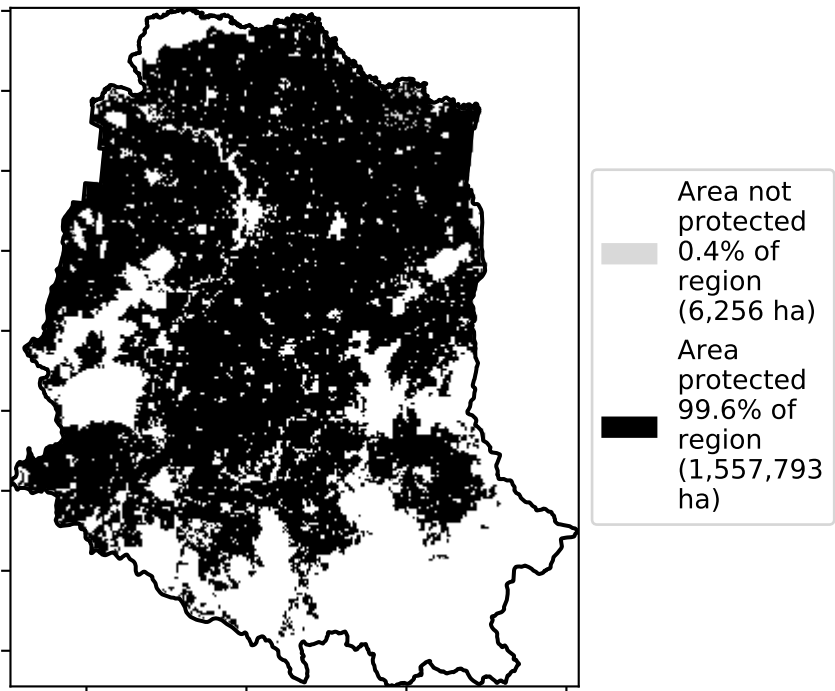 Area not
protected
0.4% of
region
(6,256 ha)
Area
protected
99.6% of
region
(1,557,793
ha)